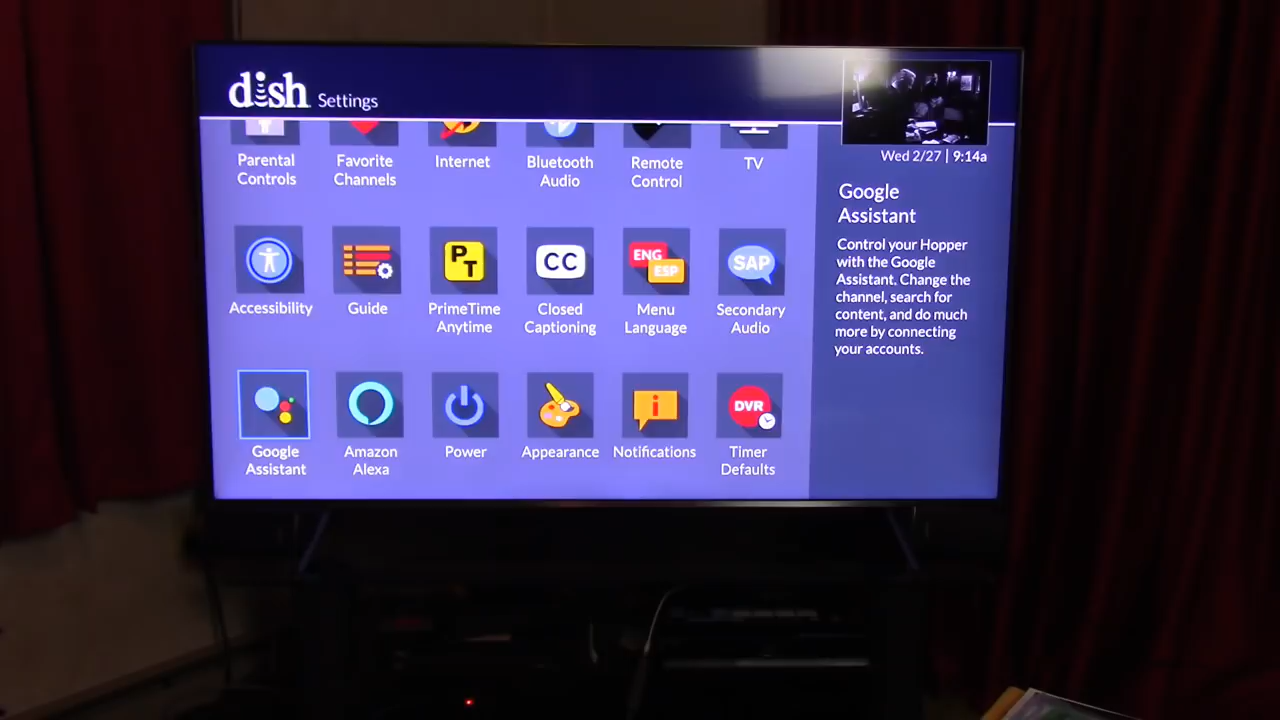 dish Settings
Wed 2/27 | 9:14a
Parental
Controls
Favorite
Channels
Internet
Bluetooth
Audio
Remote
Control
TV
Google
Assistant
Control your Hopper
with the Google
Assistant. Change the
channel, search for
content, and do much
more by connecting
your accounts.
P
T
CC
ENG
ESP
SAP
Accessibility
Guide
PrimeTime
Anytime
Closed
Captioning
Menu
Language
Secondary
Audio
i
DVR
Google
Assistant
Amazon
Alexa
Power
Appearance
Notifications
Timer
Defaults